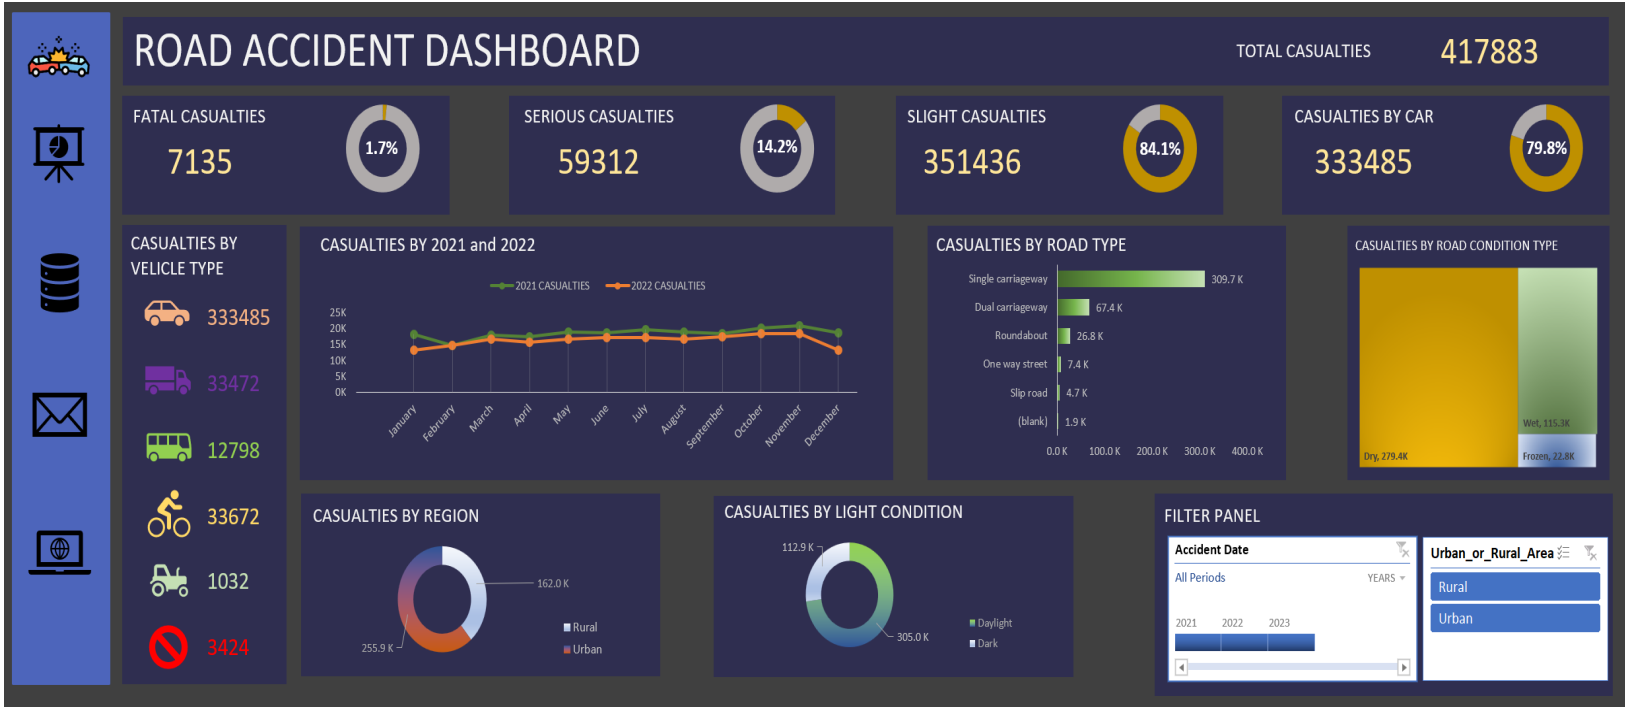 ROAD ACCIDENT DASHBOARD
TOTAL CASUALTIES
417883
FATAL CASUALTIES
7135
1.7%
SERIOUS CASUALTIES
59312
14.2%
SLIGHT CASUALTIES
351436
84.1%
CASUALTIES BY CAR
333485
79.8%
CASUALTIES BY
VELICLE TYPE
333485
33472
12798
33672
1032
3424
CASUALTIES BY 2021 and 2022
2021 CASUALTIES
2022 CASUALTIES
25K
20K
15K
10K
5K
0K
January
February
March
April
May
June
July
August
September
October
November
December
CASUALTIES BY ROAD TYPE
Single carriageway
309.7 K
Dual carriageway
67.4 K
Roundabout
26.8 K
One way street
7.4 K
Slip road
4.7 K
(blank)
1.9 K
0.0 K
100.0 K
200.0 K
300.0 K
400.0 K
CASUALTIES BY ROAD CONDITION TYPE
Dry, 279.4K
Wet, 115.3K
Frozen, 22.8K
CASUALTIES BY REGION
162.0 K
255.9 K
Rural
Urban
CASUALTIES BY LIGHT CONDITION
112.9 K
305.0 K
Daylight
Dark
FILTER PANEL
Accident Date
All Periods
YEARS
2021
2022
2023
Urban_or_Rural_Area
Rural
Urban